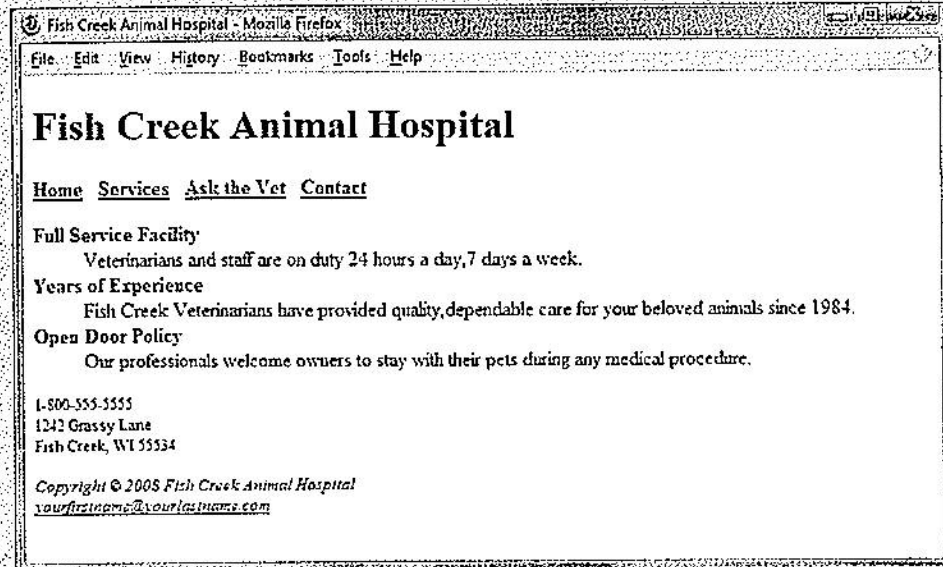 Fish Creek Animal Hospital - Mozilla Firefox
File Edit View History Bookmarks Tools Help
Fish Creek Animal Hospital
Home Services Ask the Vet Contact
Full Service Facility
Veterinarians and staff are on duty 24 hours a day,7 days a week.
Years of Experience
Fish Creek Veterinarians have provided quality,dependable care for your beloved animals since 1984.
Open Door Policy
Our professionals welcome owners to stay with their pets during any medical procedure.
1-800-555-5555
1242 Grassy Lane
Fish Creek, WI 55534
Copyright © 2008 Fish Creek Animal Hospital
yourfirstname@yourlastname.com